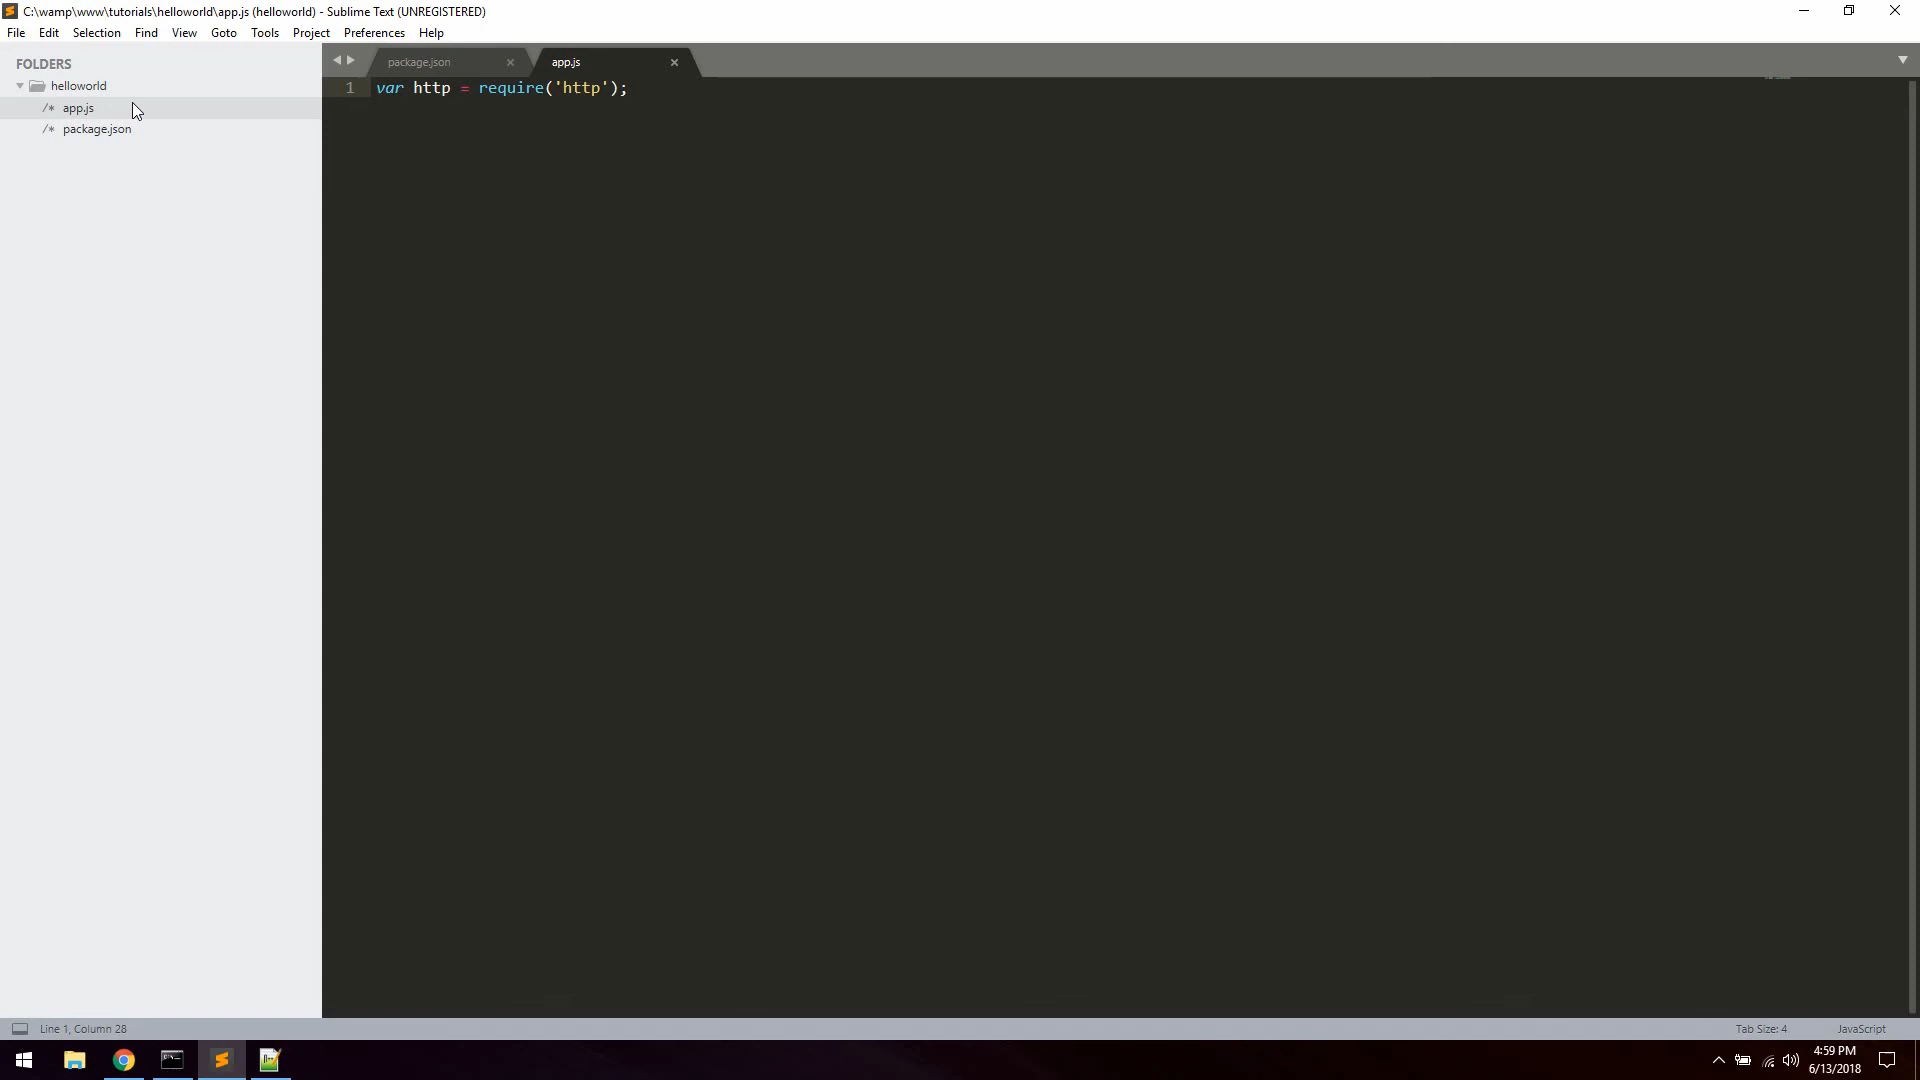 C:\wamp\www\tutorials\helloworld\app.js (helloworld) - Sublime Text (UNREGISTERED)
File Edit Selection Find View Goto Tools Project Preferences Help
FOLDERS
helloworld
/* app.js
/* package.json
package.json app.js
1 var http = require('http');
Line 1, Column 28
Tab Size: 4 JavaScript
4:59 PM
6/13/2018